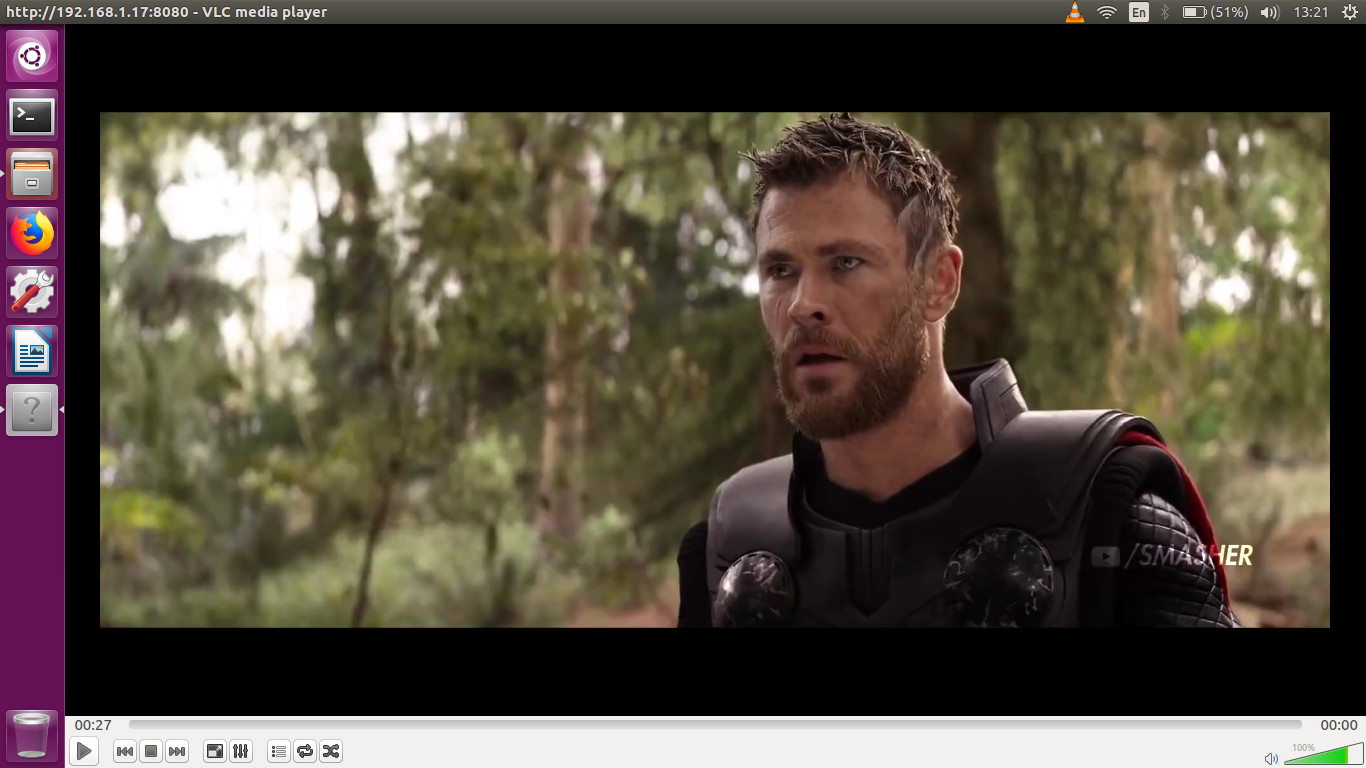 http://192.168.1.17:8080 - VLC media player
En
(51%)
13:21
/SMASHER
00:27
00:00
100%